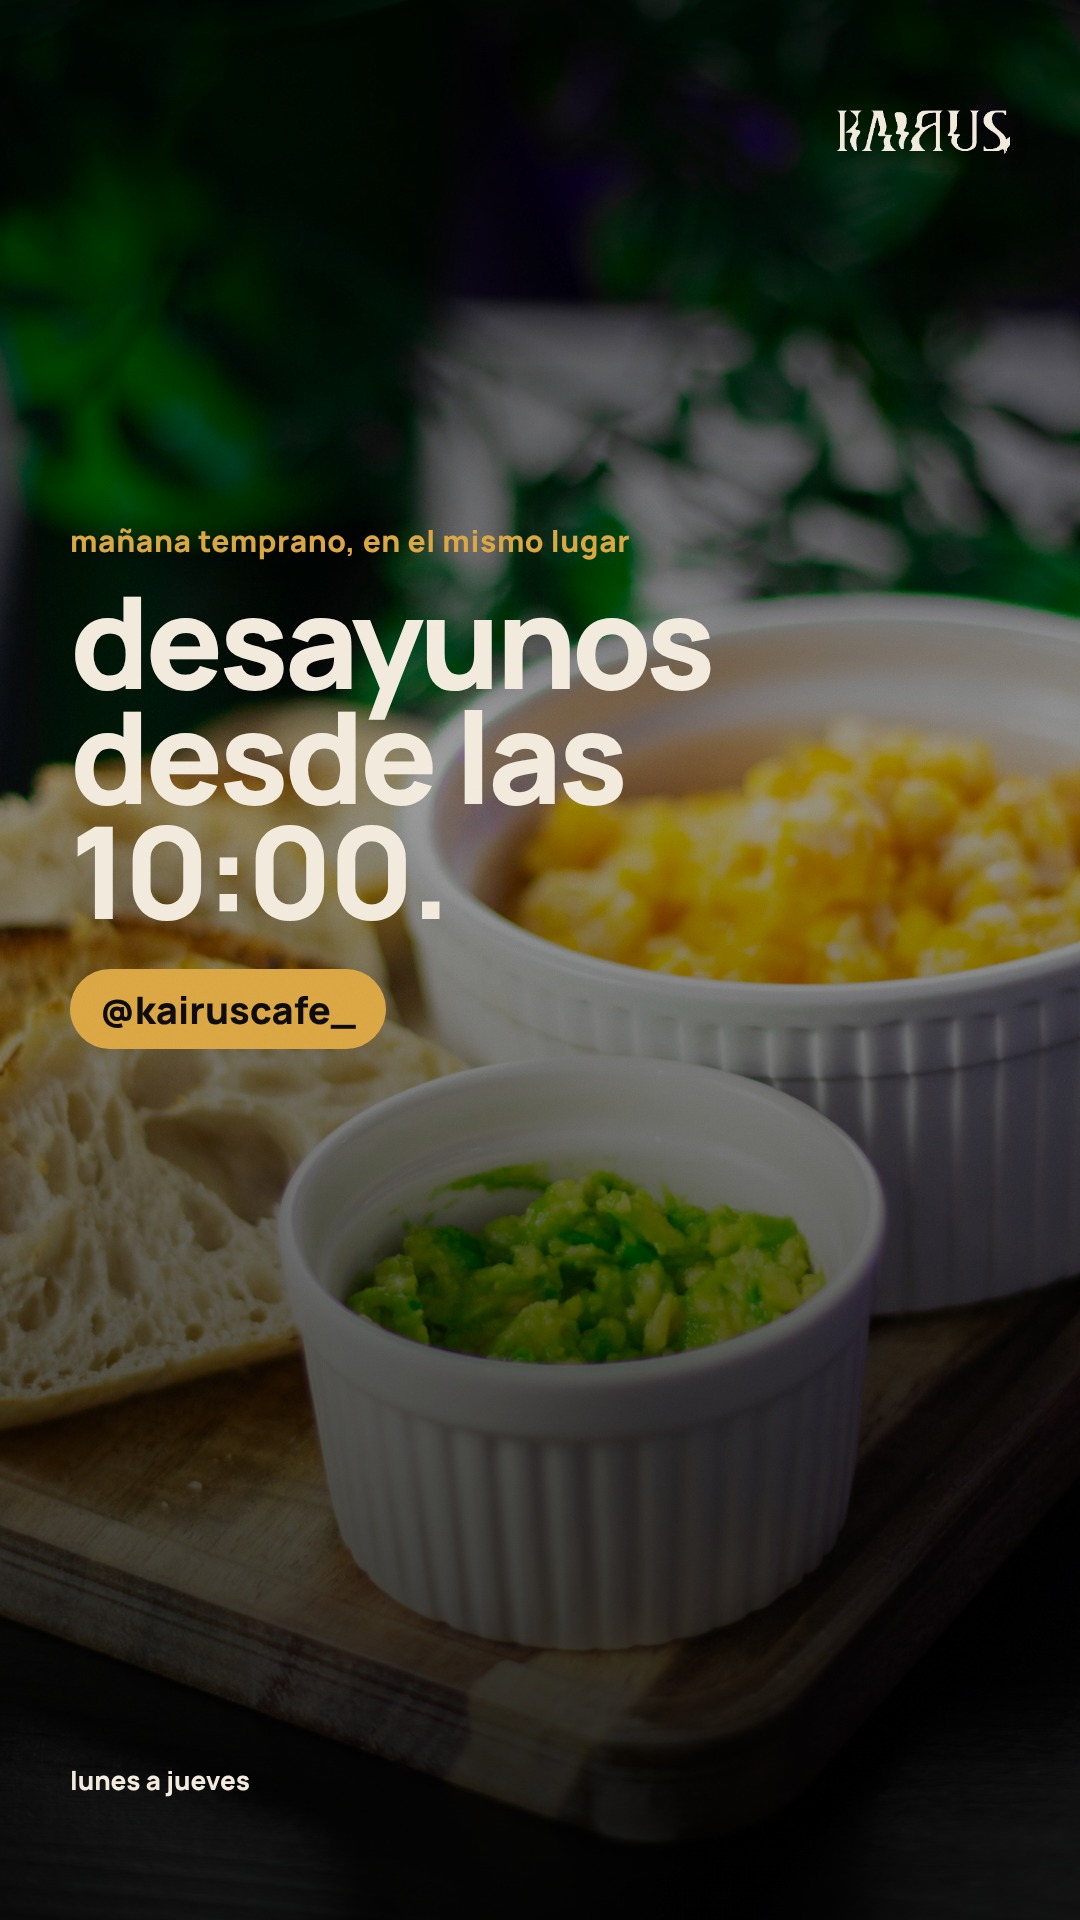 KAIRUS
mañana temprano, en el mismo lugar
desayunos
desde las
10:00.
@kairuscafe_
lunes a jueves